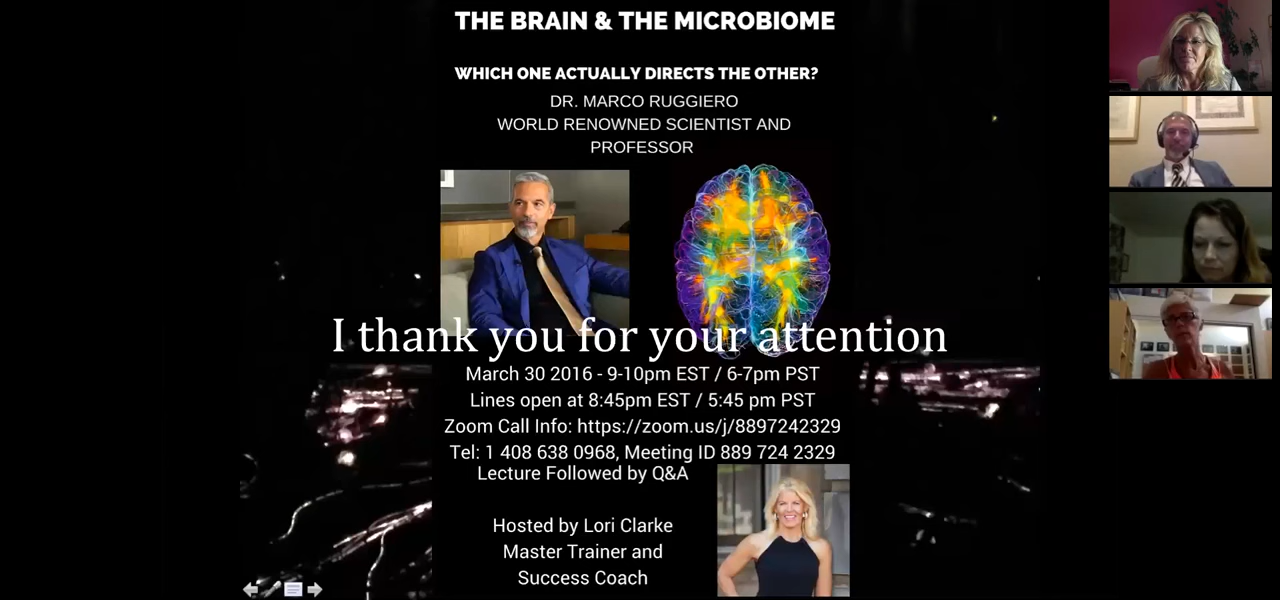 THE BRAIN & THE MICROBIOME
WHICH ONE ACTUALLY DIRECTS THE OTHER?
DR. MARCO RUGGIERO
WORLD RENOWNED SCIENTIST AND
PROFESSOR
I thank you for your attention
March 30 2016 - 9-10pm EST / 6-7pm PST
Lines open at 8:45pm EST / 5:45 pm PST
Zoom Call Info: https://zoom.us/j/8897242329
Tel: 1 408 638 0968, Meeting ID 889 724 2329
Lecture Followed by Q&A
Hosted by Lori Clarke
Master Trainer and
Success Coach